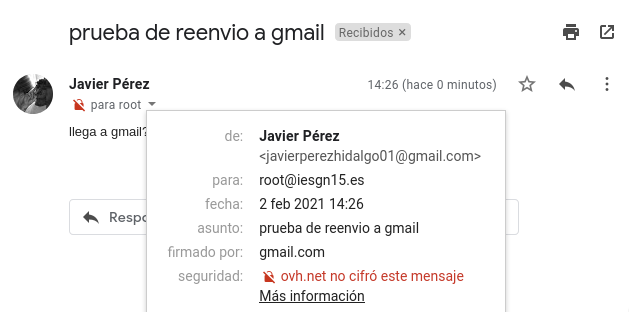 prueba de reenvio a gmail Recibidos ×
Javier Pérez 14:26 (hace 0 minutos)
para root
llega a gmail?
de: Javier Pérez
<javierperezhidalgo01@gmail.com>
para: root@iesgn15.es
fecha: 2 feb 2021 14:26
asunto: prueba de reenvio a gmail
firmado por: gmail.com
seguridad: ovh.net no cifró este mensaje
Más información
Respo